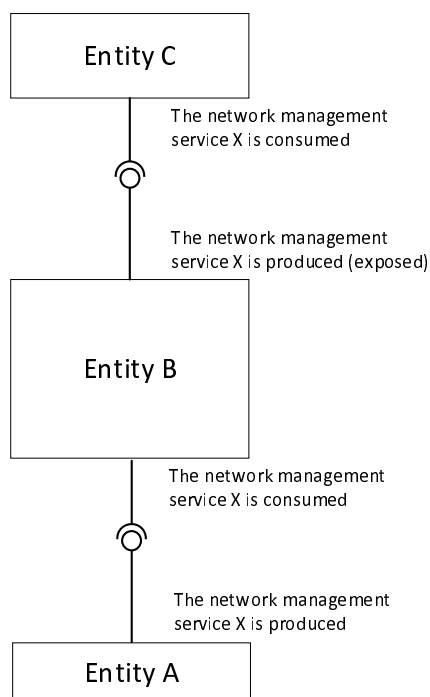 Entity C
The network management
service X is consumed
The network management
service X is produced (exposed)
Entity B
The network management
service X is consumed
The network management
service X is produced
Entity A